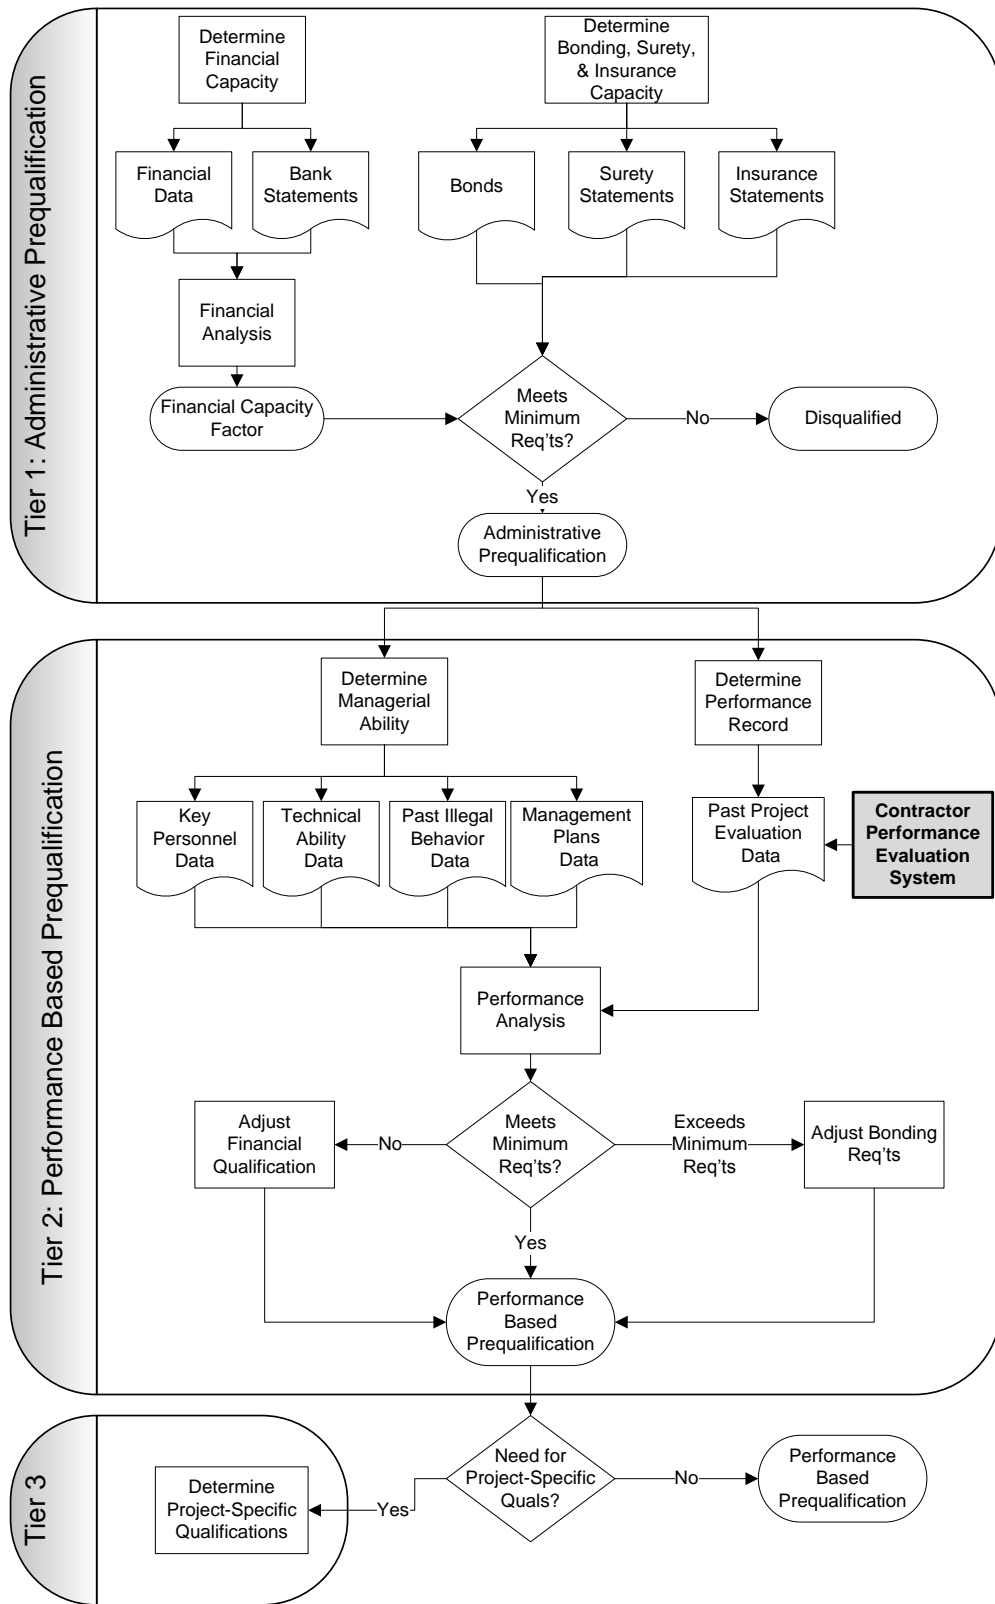 Tier 1: Administrative Prequalification
Determine
Financial
Capacity
Determine
Bonding, Surety,
& Insurance
Capacity
Financial
Data
Bank
Statements
Bonds
Surety
Statements
Insurance
Statements
Financial
Analysis
Financial Capacity
Factor
Meets
Minimum
Req'ts?
No
Disqualified
Yes
Administrative
Prequalification
Tier 2: Performance Based Prequalification
Determine
Managerial
Ability
Determine
Performance
Record
Key
Personnel
Data
Technical
Ability
Data
Past Illegal
Behavior
Data
Management
Plans
Data
Past Project
Evaluation
Data
Contractor
Performance
Evaluation
System
Performance
Analysis
Adjust
Financial
Qualification
No
Meets
Minimum
Req'ts?
Exceeds
Minimum
Req'ts
Adjust Bonding
Req'ts
Yes
Performance
Based
Prequalification
Tier 3
Determine
Project-Specific
Qualifications
Yes
Need for
Project-Specific
Quals?
No
Performance
Based
Prequalification